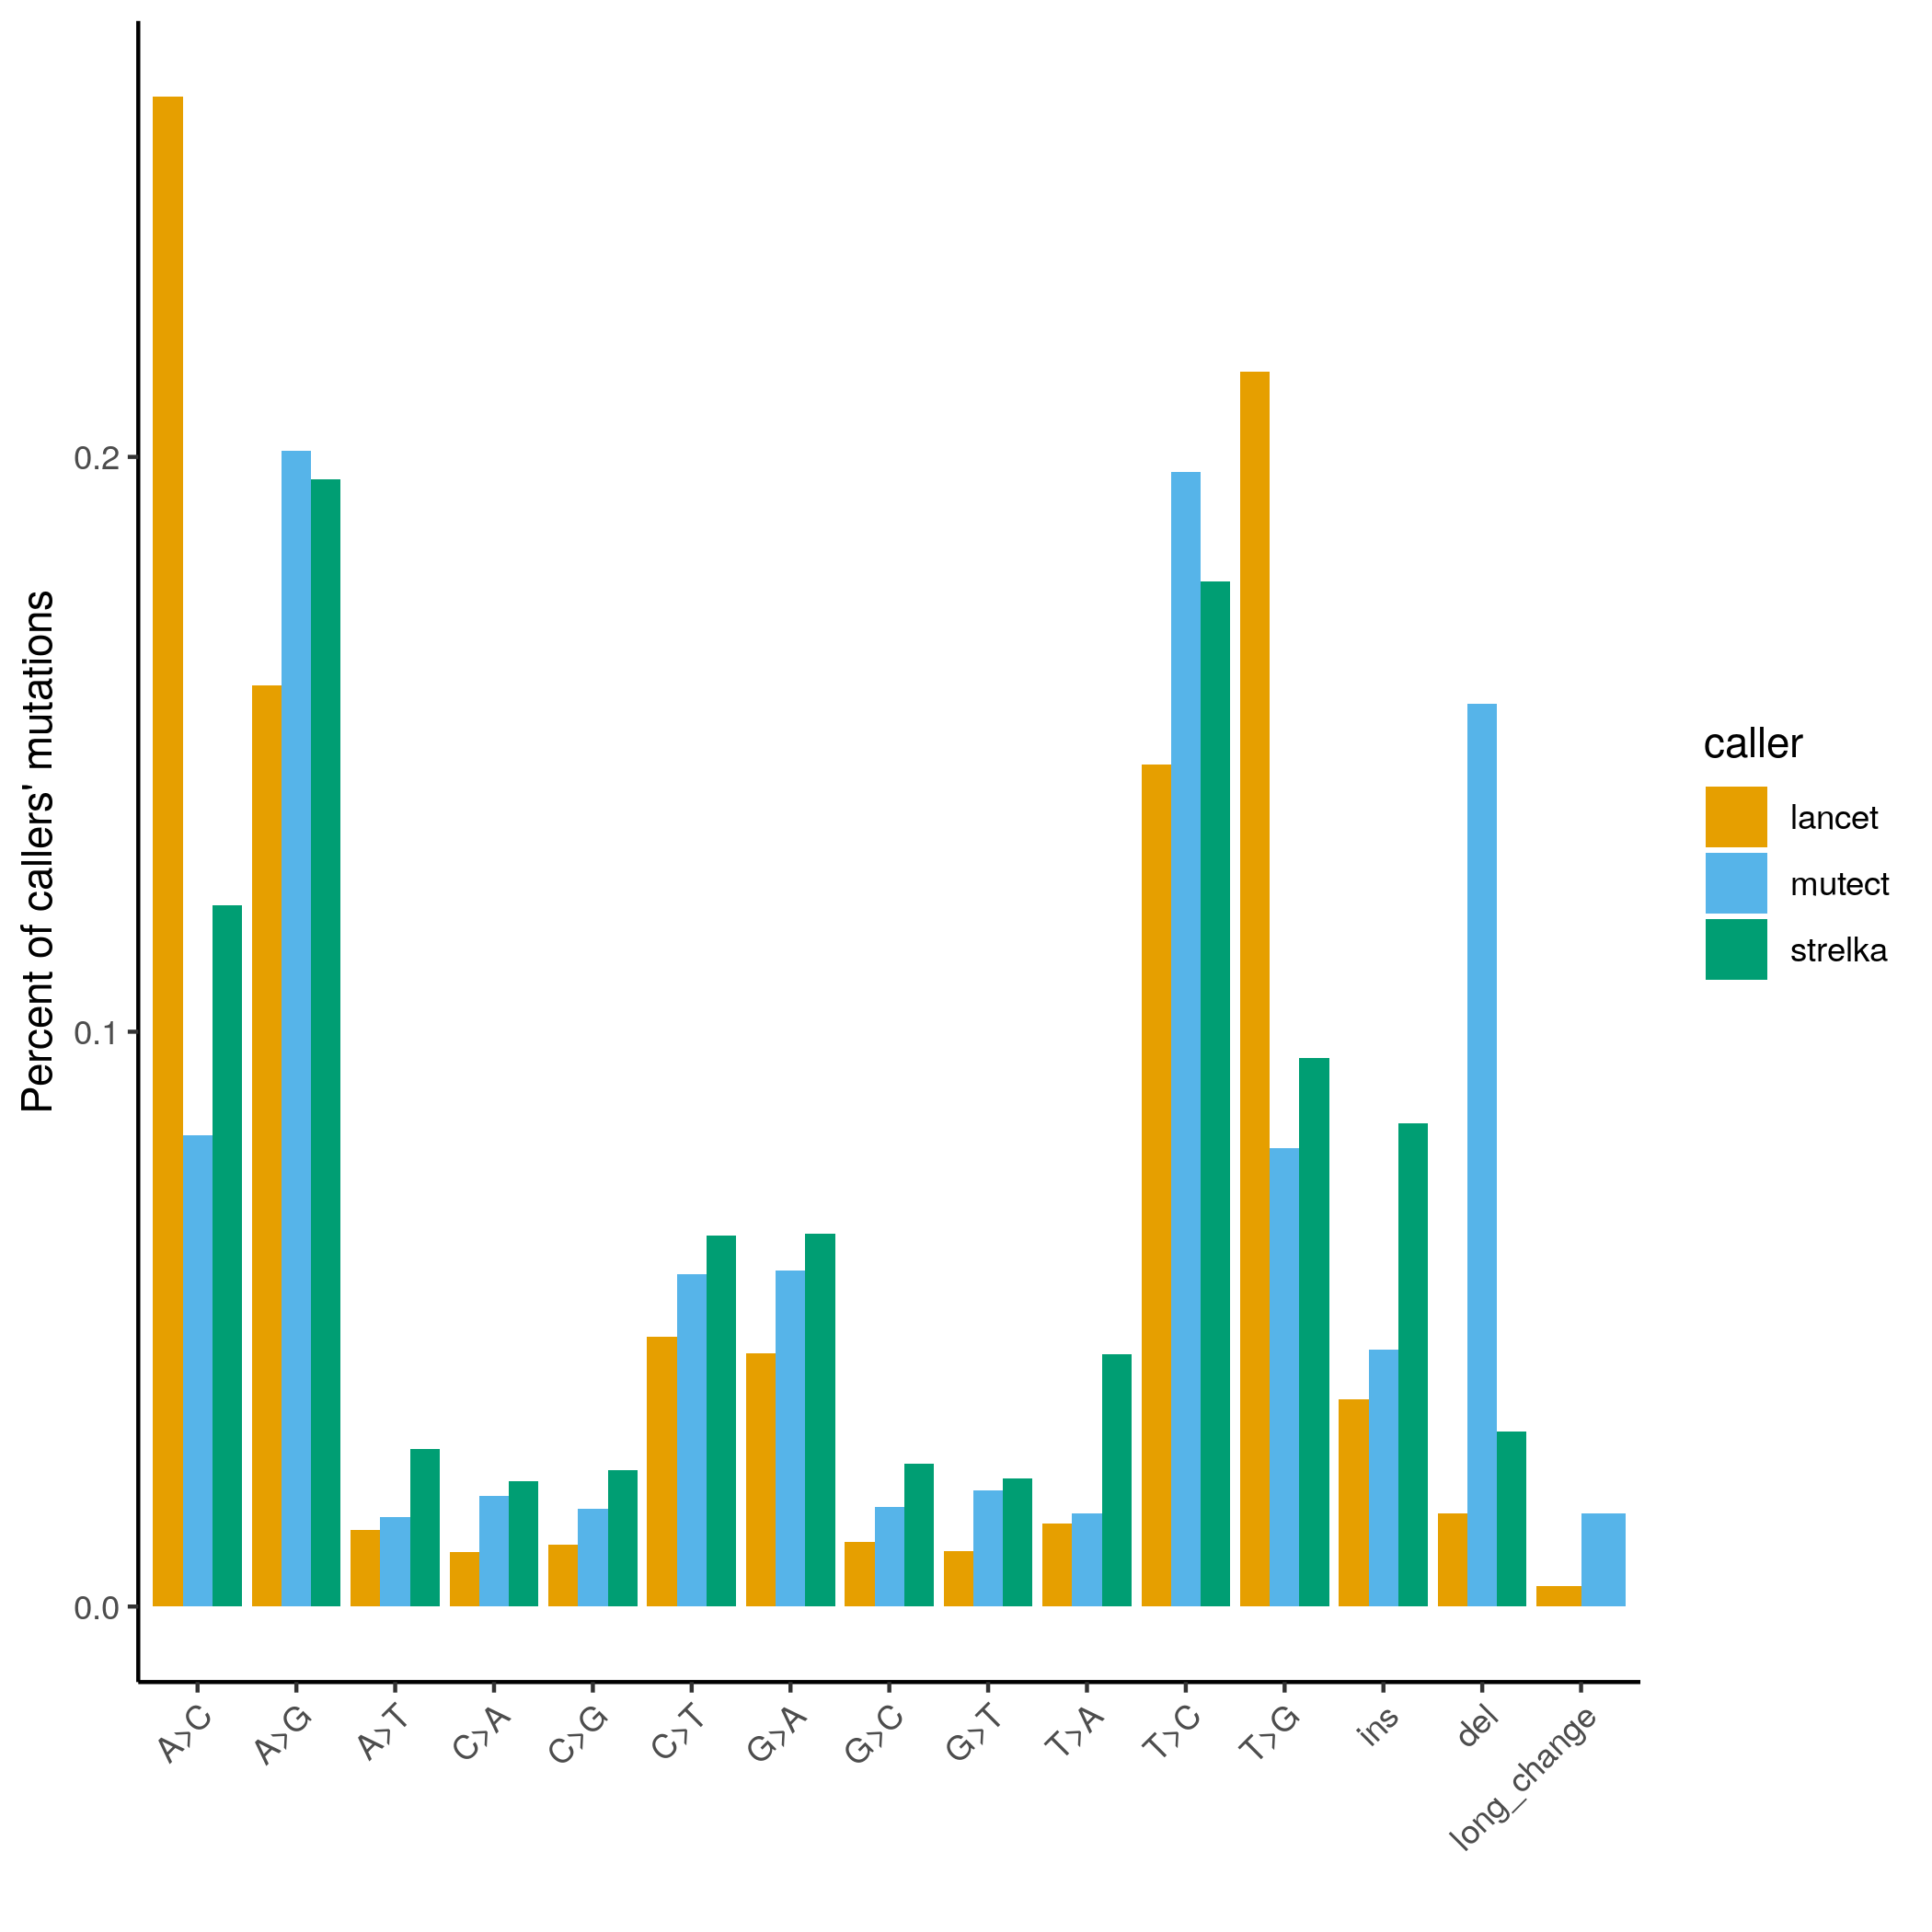 Percent of callers' mutations
0.2
0.1
0.0
A>C
A>G
A>T
C>A
C>G
C>T
G>A
G>C
G>T
T>A
T>C
T>G
ins
del
long_change
caller
lancet
mutect
strelka